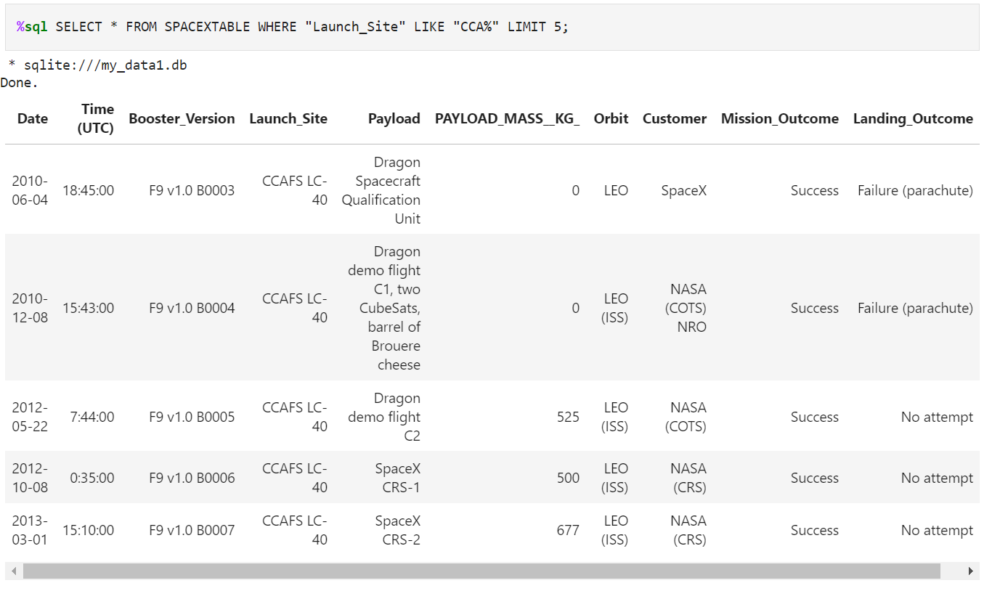 %sql SELECT * FROM SPACEXTABLE WHERE "Launch_Site" LIKE "CCA%" LIMIT 5;
* sqlite:///my_data1.db
Done.
Date Time (UTC) Booster_Version Launch_Site Payload PAYLOAD_MASS__KG_ Orbit Customer Mission_Outcome Landing_Outcome
2010-06-04 18:45:00 F9 v1.0 B0003 CCAFS LC-40 Dragon Spacecraft Qualification Unit 0 LEO SpaceX Success Failure (parachute)
2010-12-08 15:43:00 F9 v1.0 B0004 CCAFS LC-40 Dragon demo flight C1, two CubeSats, barrel of Brouere cheese 0 LEO (ISS) NASA (COTS) NRO Success Failure (parachute)
2012-05-22 7:44:00 F9 v1.0 B0005 CCAFS LC-40 Dragon demo flight C2 525 LEO (ISS) NASA (COTS) Success No attempt
2012-10-08 0:35:00 F9 v1.0 B0006 CCAFS LC-40 SpaceX CRS-1 500 LEO (ISS) NASA (CRS) Success No attempt
2013-03-01 15:10:00 F9 v1.0 B0007 CCAFS LC-40 SpaceX CRS-2 677 LEO (ISS) NASA (CRS) Success No attempt